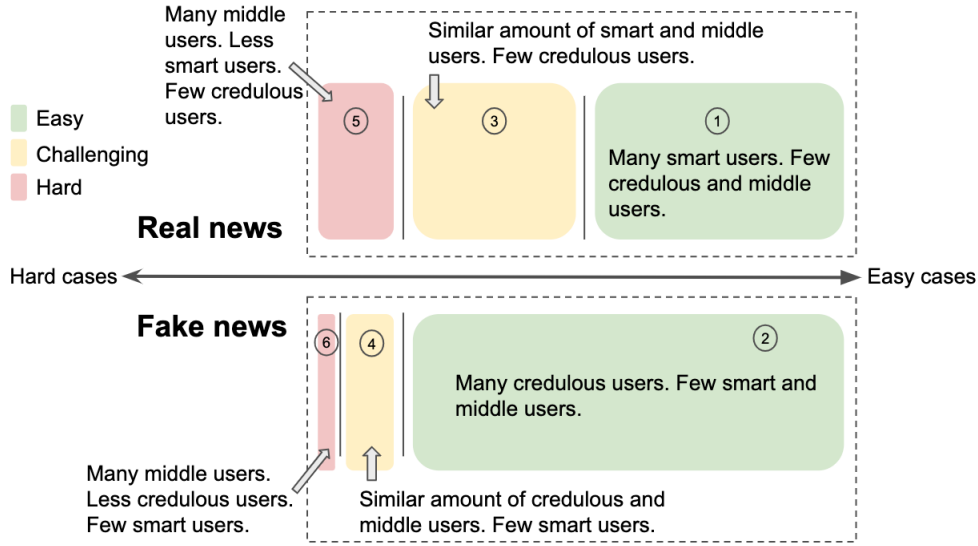 Many middle
users. Less
smart users.
Few credulous
users.
Similar amount of smart and middle
users. Few credulous users.
Easy
Challenging
Hard
5
3
1
Many smart users. Few
credulous and middle
users.
Real news
Hard cases
Easy cases
Fake news
6
4
2
Many credulous users. Few smart and
middle users.
Many middle users.
Less credulous users.
Few smart users.
Similar amount of credulous and
middle users. Few smart users.